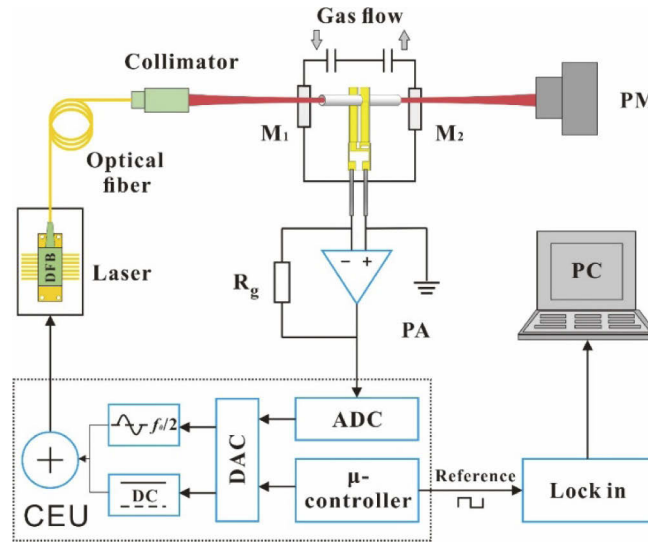 Gas flow
Collimator
PM
M₁
M₂
Optical
fiber
DFB
Laser
R_g
− +
PA
PC
f₀/2
DAC
ADC
+
DC
CEU
μ-
controller
Reference
Lock in